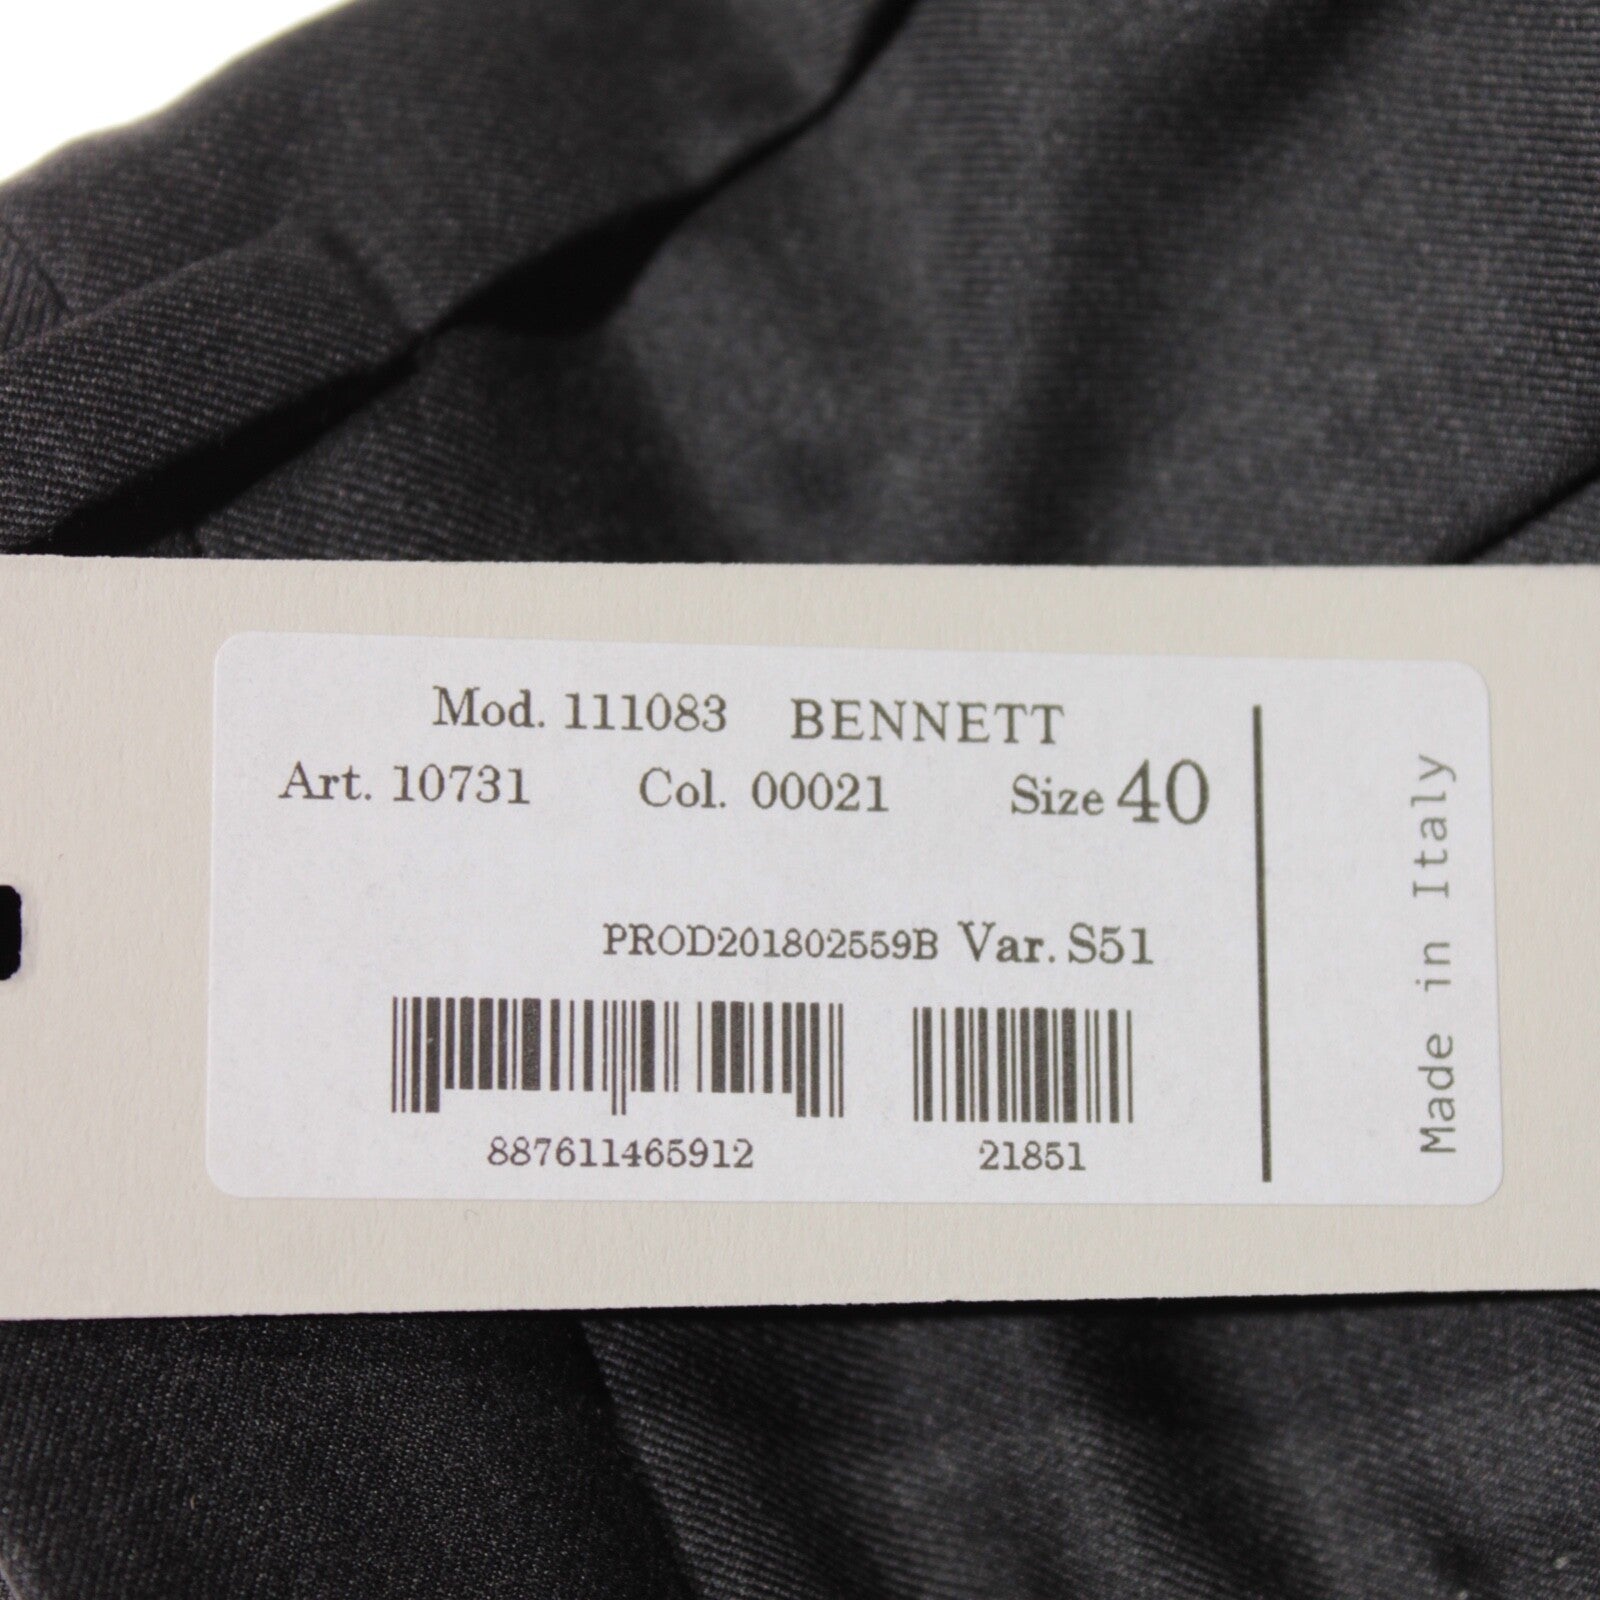 Mod. 111083 BENNETT
Art. 10731 Col. 00021 Size 40
PROD201802559B Var. S51
887611465912 21851
Made in Italy